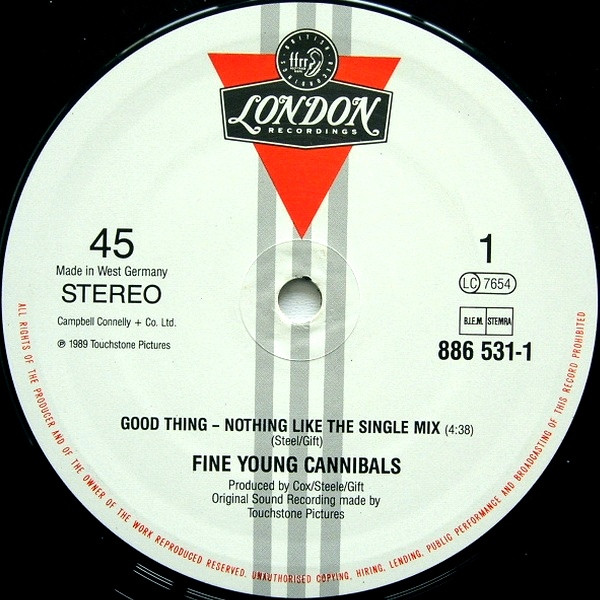 BRITISH
ffrr
RECORDINGS
LONDON
RECORDINGS
45
Made in West Germany
STEREO
Campbell Connelly + Co. Ltd.
℗ 1989 Touchstone Pictures
1
LC 7654
B.I.E.M. STEMRA
886 531-1
GOOD THING – NOTHING LIKE THE SINGLE MIX (4:38)
(Steel/Gift)
FINE YOUNG CANNIBALS
Produced by Cox/Steele/Gift
Original Sound Recording made by
Touchstone Pictures
ALL RIGHTS OF THE PRODUCER AND OF THE OWNER OF THE WORK REPRODUCED RESERVED. UNAUTHORISED COPYING, HIRING, LENDING, PUBLIC PERFORMANCE AND BROADCASTING OF THIS RECORD PROHIBITED